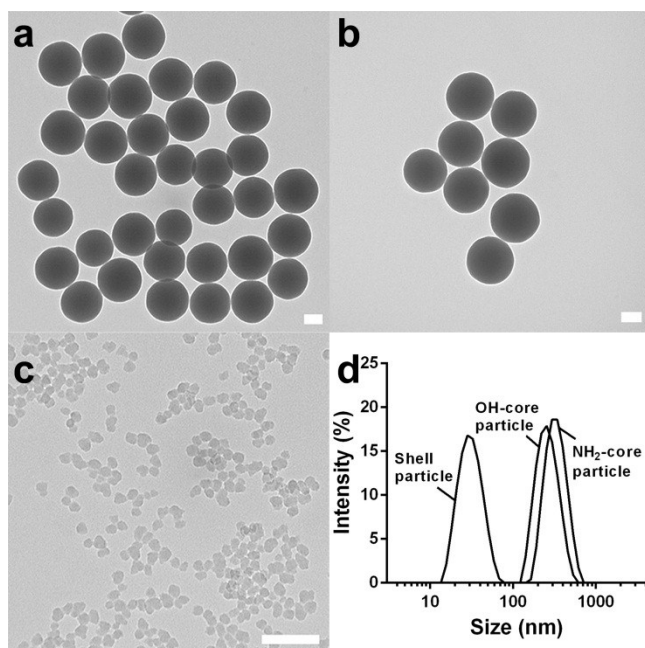 a
b
c
d
25
20
15
10
5
0
Intensity (%)
Shell
particle
OH-core
particle
NH₂-core
particle
10
100
1000
Size (nm)